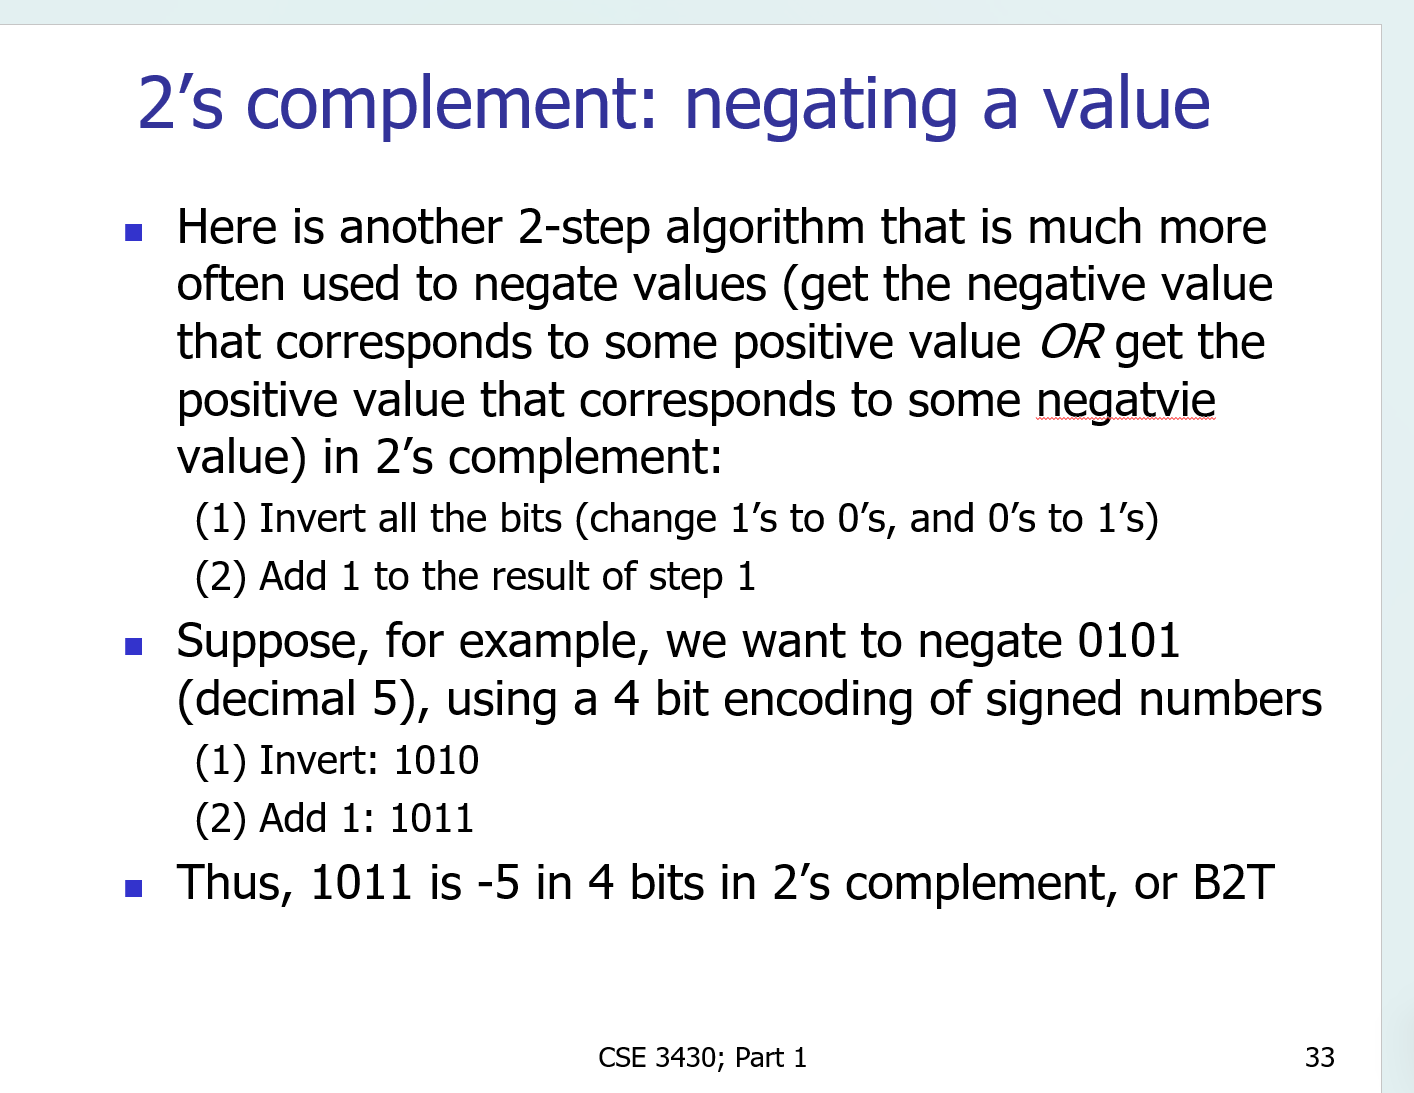 2’s complement: negating a value
Here is another 2-step algorithm that is much more
often used to negate values (get the negative value
that corresponds to some positive value OR get the
positive value that corresponds to some negatvie
value) in 2’s complement:
(1) Invert all the bits (change 1’s to 0’s, and 0’s to 1’s)
(2) Add 1 to the result of step 1
Suppose, for example, we want to negate 0101
(decimal 5), using a 4 bit encoding of signed numbers
(1) Invert: 1010
(2) Add 1: 1011
Thus, 1011 is -5 in 4 bits in 2’s complement, or B2T
CSE 3430; Part 1
33